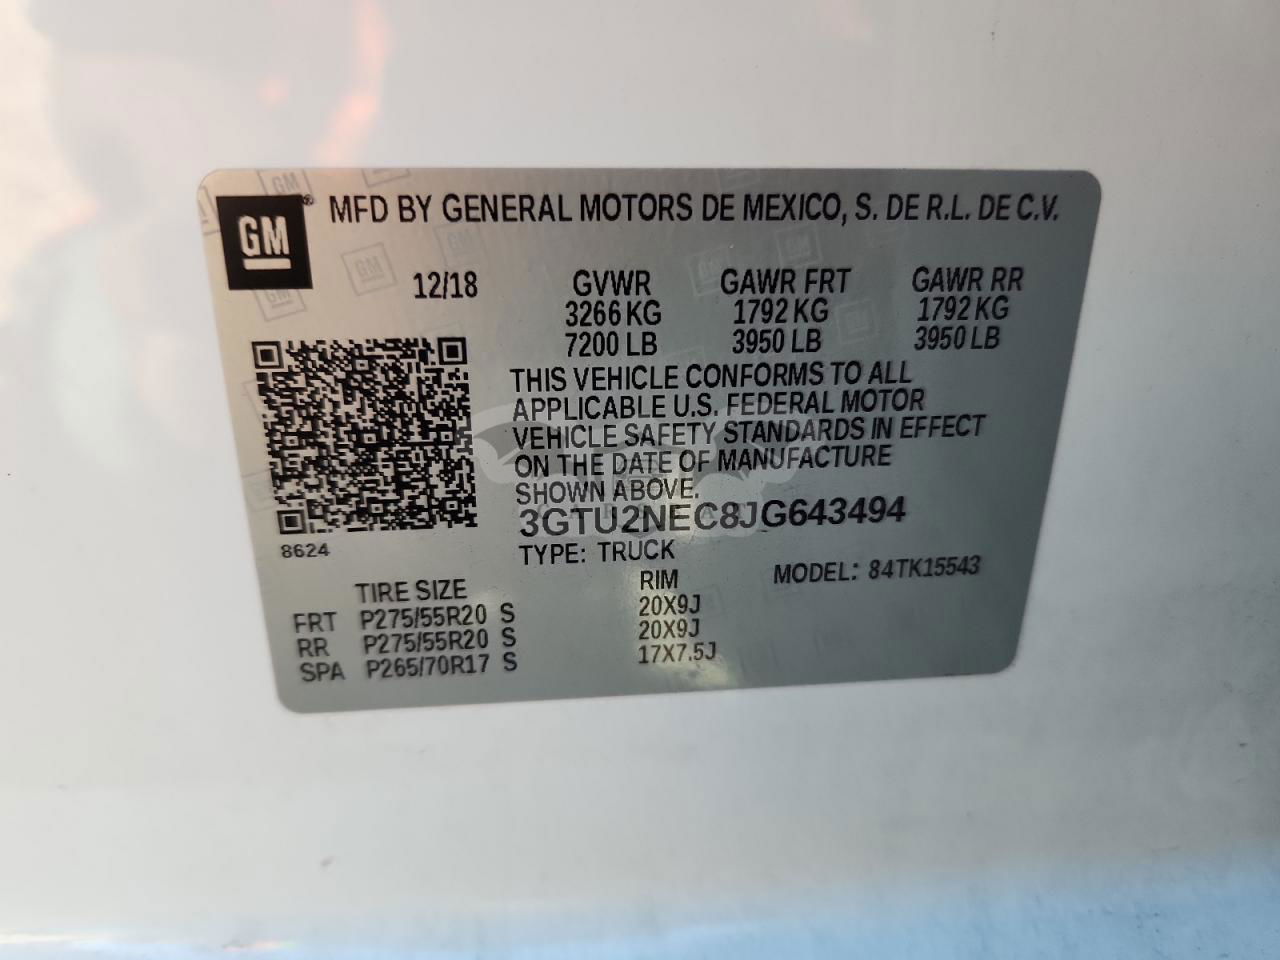 GM® MFD BY GENERAL MOTORS DE MEXICO, S. DE R.L. DE C.V.
12/18 GVWR GAWR FRT GAWR RR
3266 KG 1792 KG 1792 KG
7200 LB 3950 LB 3950 LB
THIS VEHICLE CONFORMS TO ALL
APPLICABLE U.S. FEDERAL MOTOR
VEHICLE SAFETY STANDARDS IN EFFECT
ON THE DATE OF MANUFACTURE
SHOWN ABOVE.
3GTU2NEC8JG643494
8624
TYPE: TRUCK MODEL: 84TK15543
TIRE SIZE RIM
FRT P275/55R20 S 20X9J
RR P275/55R20 S 20X9J
SPA P265/70R17 S 17X7.5J